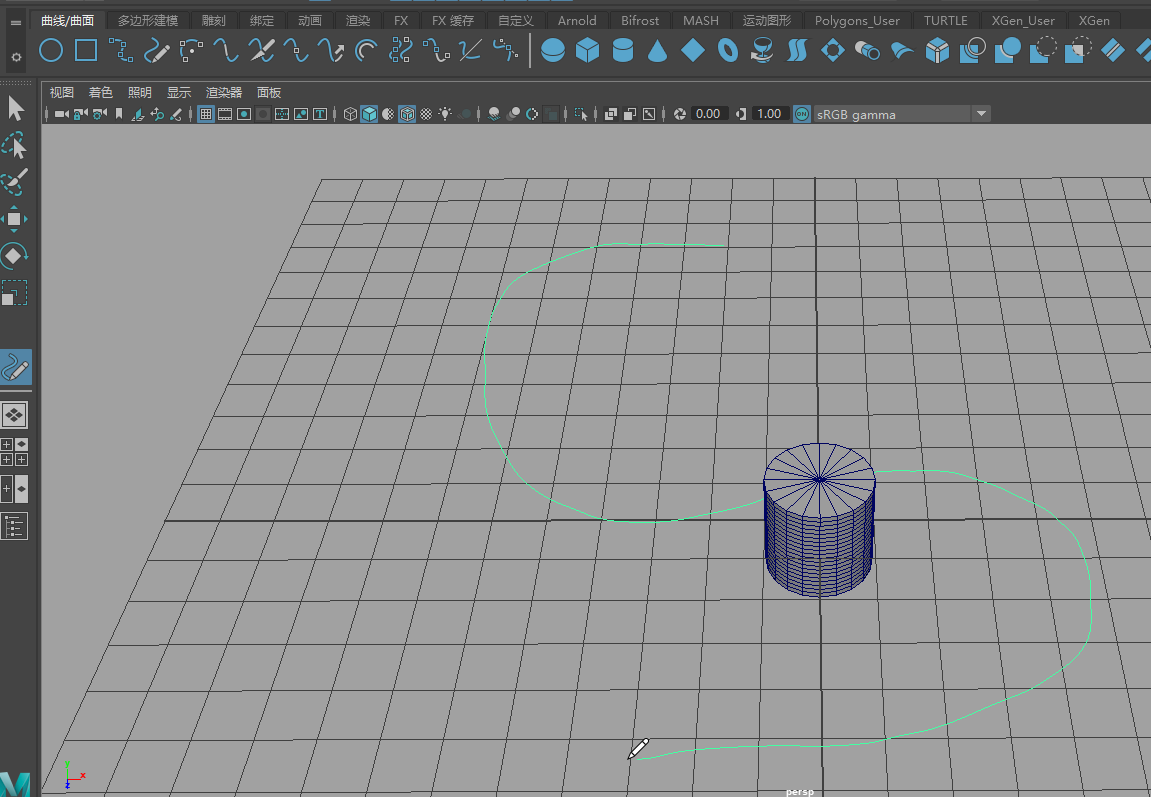 曲线/曲面 多边形建模 雕刻 绑定 动画 渲染 FX FX 缓存 自定义 Arnold Bifrost MASH 运动图形 Polygons_User TURTLE XGen_User XGen
视图 着色 照明 显示 渲染器 面板
0.00 1.00 ON sRGB gamma
x
z
persp